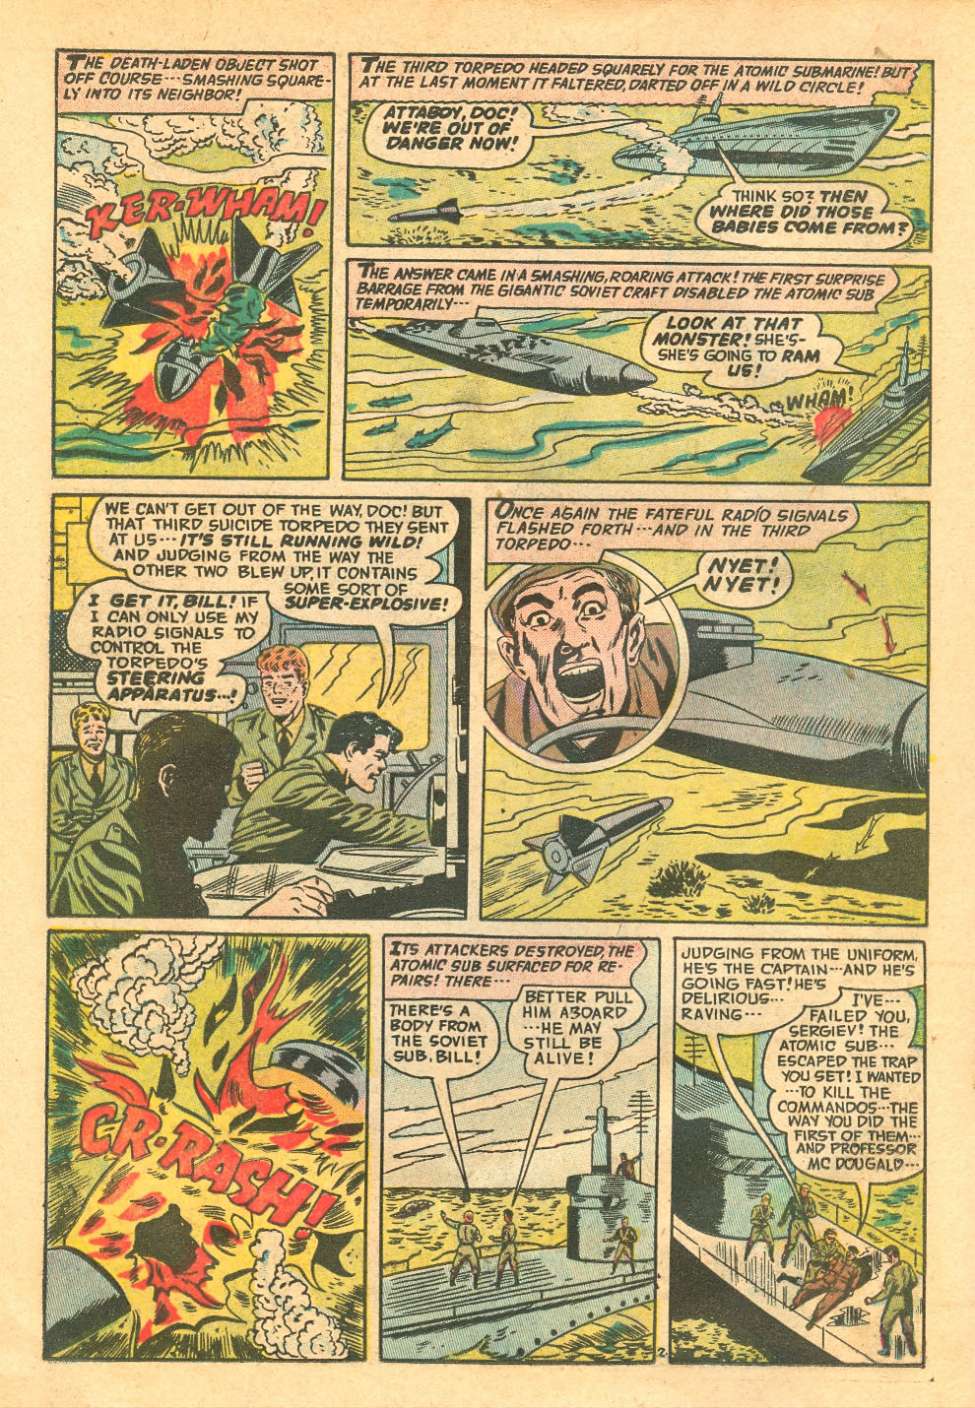 THE DEATH-LADEN OBJECT SHOT
OFF COURSE---SMASHING SQUARE-
LY INTO ITS NEIGHBOR!
KER-WHAM!
THE THIRD TORPEDO HEADED SQUARELY FOR THE ATOMIC SUBMARINE! BUT
AT THE LAST MOMENT IT FALTERED, DARTED OFF IN A WILD CIRCLE!
ATTABOY, DOC!
WE'RE OUT OF
DANGER NOW!
THINK SO? THEN
WHERE DID THOSE
BABIES COME FROM?
THE ANSWER CAME IN A SMASHING, ROARING ATTACK! THE FIRST SURPRISE
BARRAGE FROM THE GIGANTIC SOVIET CRAFT DISABLED THE ATOMIC SUB
TEMPORARILY---
LOOK AT THAT
MONSTER! SHE'S-
SHE'S GOING TO RAM
US!
WHAM!
WE CAN'T GET OUT OF THE WAY, DOC! BUT
THAT THIRD SUICIDE TORPEDO THEY SENT
AT US--- IT'S STILL RUNNING WILD!
AND JUDGING FROM THE WAY THE
OTHER TWO BLEW UP, IT CONTAINS
SOME SORT OF
SUPER-EXPLOSIVE!
I GET IT, BILL! IF
I CAN ONLY USE MY
RADIO SIGNALS TO
CONTROL THE
TORPEDO'S
STEERING
APPARATUS---!
ONCE AGAIN THE FATEFUL RADIO SIGNALS
FLASHED FORTH---AND IN THE THIRD
TORPEDO---
NYET!
NYET!
CR-RASH!
ITS ATTACKERS DESTROYED, THE
ATOMIC SUB SURFACED FOR RE-
PAIRS! THERE---
THERE'S A
BODY FROM
THE SOVIET
SUB, BILL!
BETTER PULL
HIM ABOARD
---HE MAY
STILL BE
ALIVE!
2
JUDGING FROM THE UNIFORM,
HE'S THE CAPTAIN---AND HE'S
GOING FAST! HE'S
DELIRIOUS---
RAVING---
I'VE---
FAILED YOU,
SERGIEV! THE
ATOMIC SUB---
ESCAPED THE TRAP
YOU SET! I WANTED
---TO KILL THE
COMMANDOS---THE
WAY YOU DID THE
FIRST OF THEM---
AND PROFESSOR
MC DOUGALD---